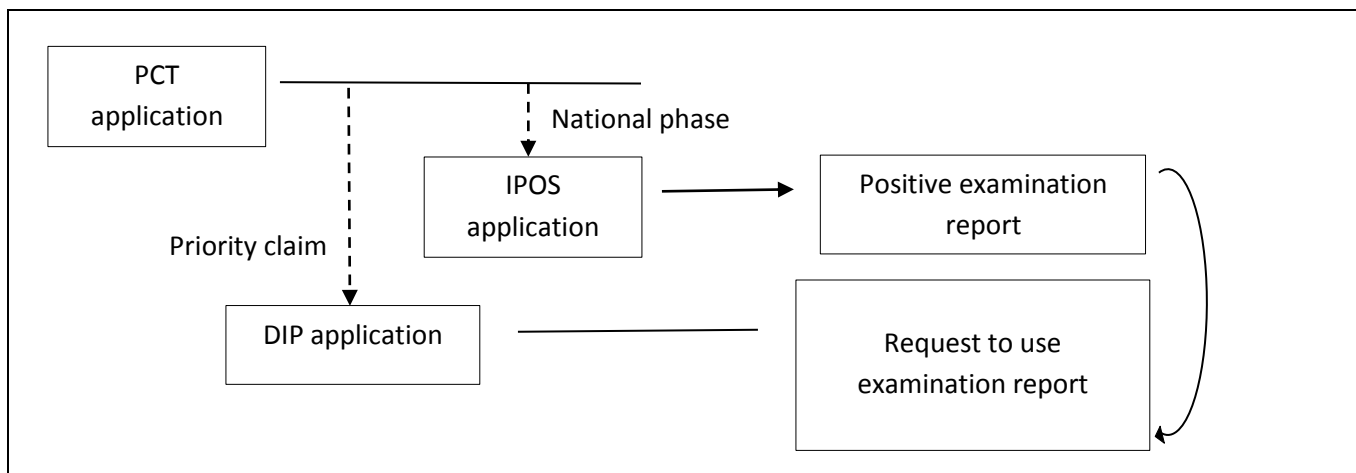 PCT
application
National phase
IPOS
application
Positive examination
report
Priority claim
DIP application
Request to use
examination report